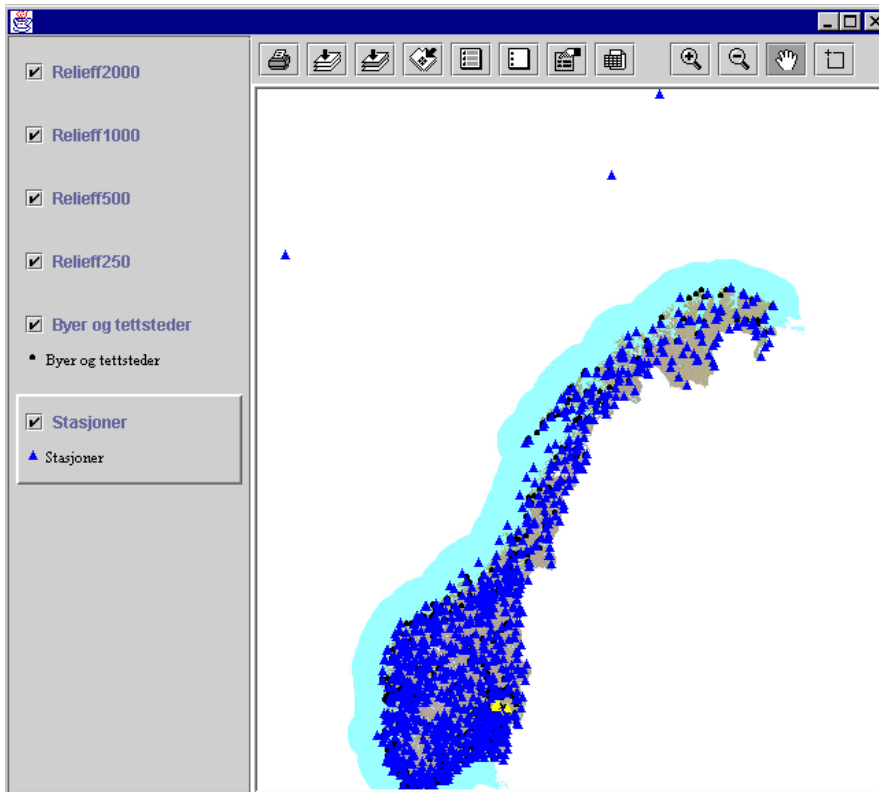 Relieff2000
Relieff1000
Relieff500
Relieff250
Byer og tettsteder
Byer og tettsteder
Stasjoner
Stasjoner